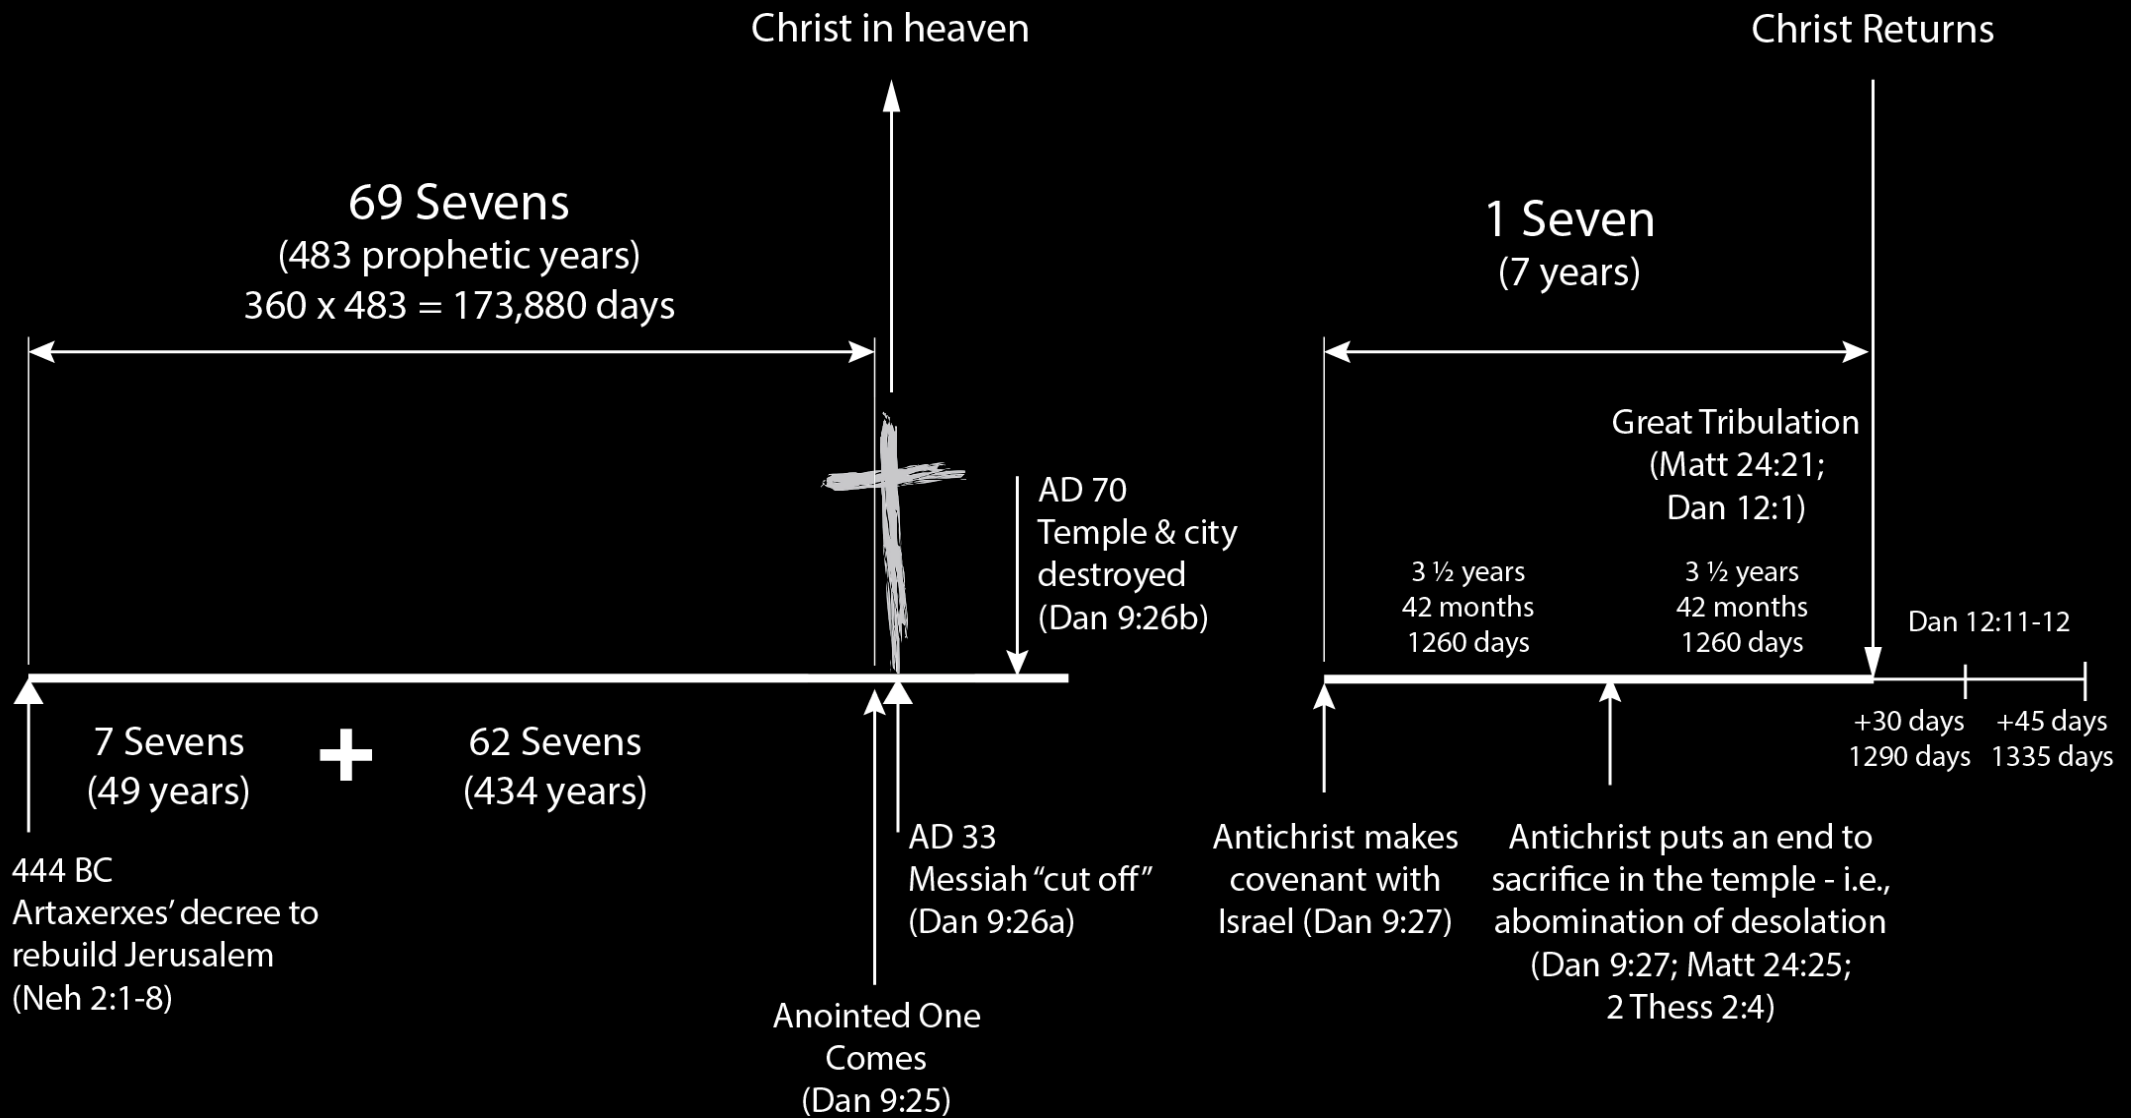 Christ in heaven
Christ Returns
69 Sevens
(483 prophetic years)
360 x 483 = 173,880 days
1 Seven
(7 years)
Great Tribulation
(Matt 24:21;
Dan 12:1)
AD 70
Temple & city
destroyed
(Dan 9:26b)
3 ½ years
42 months
1260 days
3 ½ years
42 months
1260 days
Dan 12:11-12
7 Sevens
(49 years)
+
62 Sevens
(434 years)
+30 days
1290 days
+45 days
1335 days
444 BC
Artaxerxes’ decree to
rebuild Jerusalem
(Neh 2:1-8)
AD 33
Messiah “cut off”
(Dan 9:26a)
Anointed One
Comes
(Dan 9:25)
Antichrist makes
covenant with
Israel (Dan 9:27)
Antichrist puts an end to
sacrifice in the temple - i.e.,
abomination of desolation
(Dan 9:27; Matt 24:25;
2 Thess 2:4)